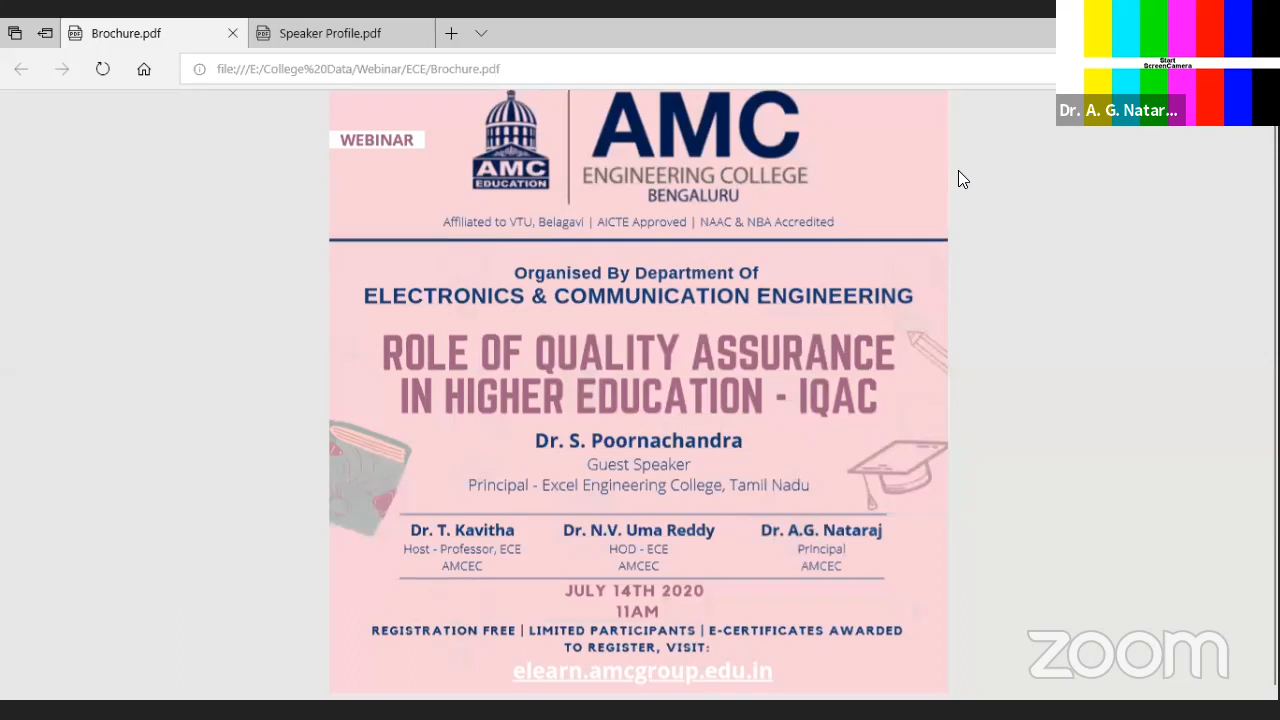 Brochure.pdf
Speaker Profile.pdf
file:///E:/College%20Data/Webinar/ECE/Brochure.pdf
Start
ScreenCamera
Dr. A. G. Natar...
WEBINAR
AMC
EDUCATION
AMC
ENGINEERING COLLEGE
BENGALURU
Affiliated to VTU, Belagavi | AICTE Approved | NAAC & NBA Accredited
Organised By Department Of
ELECTRONICS & COMMUNICATION ENGINEERING
ROLE OF QUALITY ASSURANCE
IN HIGHER EDUCATION - IQAC
Dr. S. Poornachandra
Guest Speaker
Principal - Excel Engineering College, Tamil Nadu
Dr. T. Kavitha
Host - Professor, ECE
AMCEC
Dr. N.V. Uma Reddy
HOD - ECE
AMCEC
Dr. A.G. Nataraj
Principal
AMCEC
JULY 14TH 2020
11AM
REGISTRATION FREE | LIMITED PARTICIPANTS | E-CERTIFICATES AWARDED
TO REGISTER, VISIT:
elearn.amcgroup.edu.in
zoom